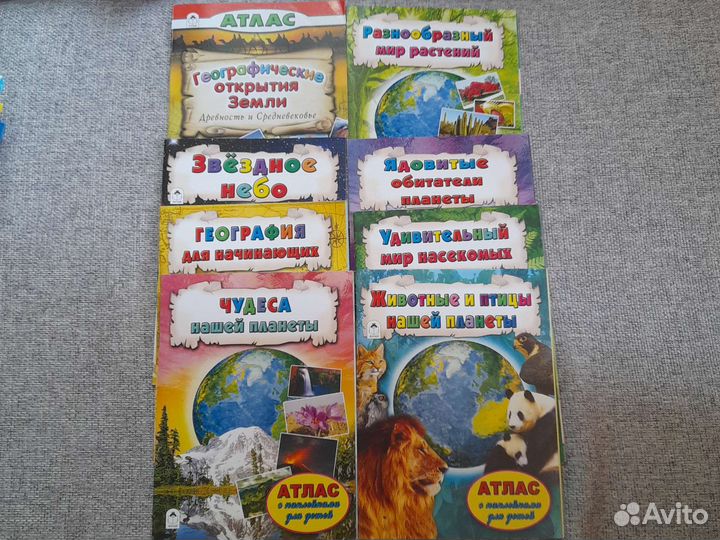 АТЛАС
Географические
открытия
Земли
Древность и Средневековье
Разнообразный
мир растений
Звёздное
небо
Ядовитые
обитатели
планеты
ГЕОГРАФИЯ
для начинающих
Удивительный
мир насекомых
ЧУДЕСА
нашей планеты
АТЛАС
с наклейками
для детей
Животные и птицы
нашей планеты
АТЛАС
с наклейками
для детей
Avito